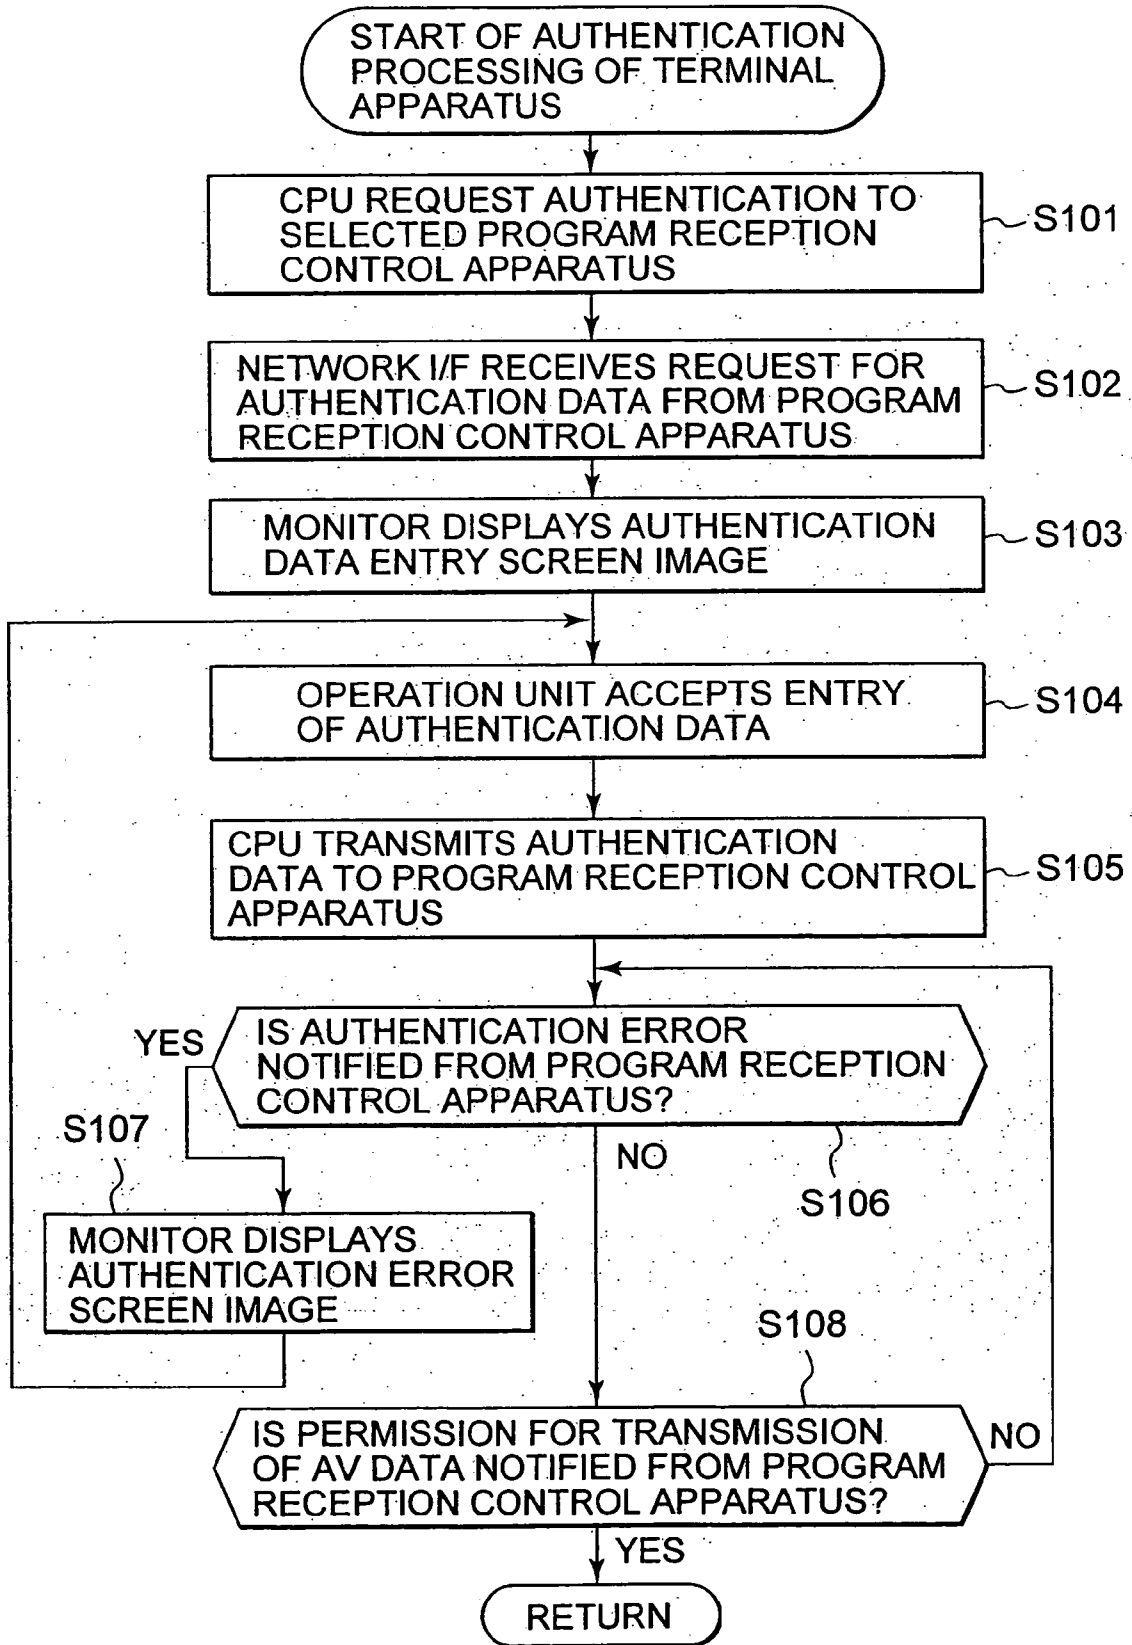 START OF AUTHENTICATION
PROCESSING OF TERMINAL
APPARATUS
CPU REQUEST AUTHENTICATION TO
SELECTED PROGRAM RECEPTION
CONTROL APPARATUS
S101
NETWORK I/F RECEIVES REQUEST FOR
AUTHENTICATION DATA FROM PROGRAM
RECEPTION CONTROL APPARATUS
S102
MONITOR DISPLAYS AUTHENTICATION
DATA ENTRY SCREEN IMAGE
S103
OPERATION UNIT ACCEPTS ENTRY
OF AUTHENTICATION DATA
S104
CPU TRANSMITS AUTHENTICATION
DATA TO PROGRAM RECEPTION CONTROL
APPARATUS
S105
IS AUTHENTICATION ERROR
NOTIFIED FROM PROGRAM RECEPTION
CONTROL APPARATUS?
YES
NO
S106
S107
MONITOR DISPLAYS
AUTHENTICATION ERROR
SCREEN IMAGE
S108
IS PERMISSION FOR TRANSMISSION
OF AV DATA NOTIFIED FROM PROGRAM
RECEPTION CONTROL APPARATUS?
NO
YES
RETURN